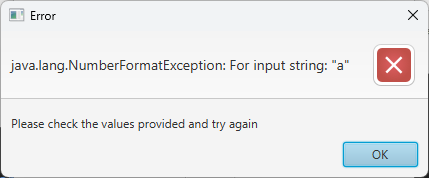 Error
java.lang.NumberFormatException: For input string: "a"
Please check the values provided and try again
OK